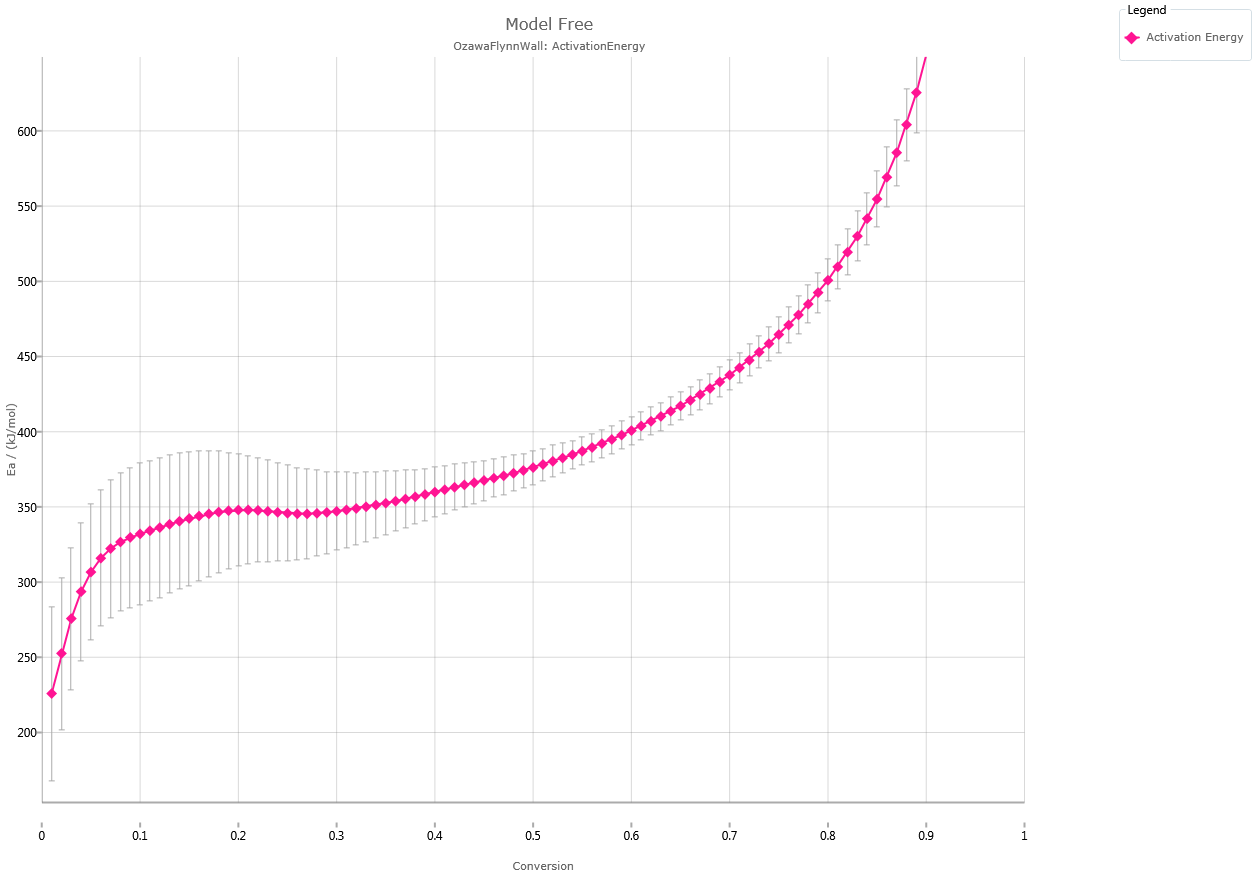 Model Free
OzawaFlynnWall: ActivationEnergy
Legend
Activation Energy
600
550
500
450
400
350
300
250
200
Ea / (kJ/mol)
0 0.1 0.2 0.3 0.4 0.5 0.6 0.7 0.8 0.9 1
Conversion